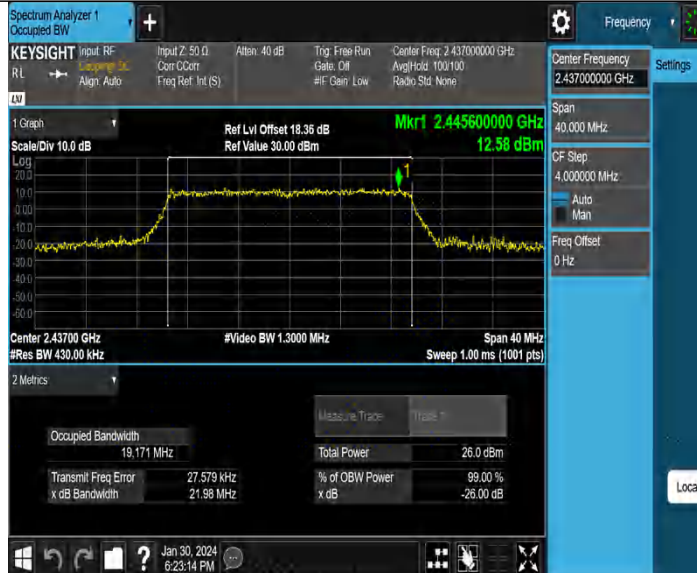 Spectrum Analyzer 1
Occupied BW
+
Frequency
KEYSIGHT
Input: RF
Coupling: DC
Align: Auto
Input Z: 50 Ω
Corr CCorr
Freq Ref: Int (S)
Atten: 40 dB
Trig: Free Run
Gate: Off
#IF Gain: Low
Center Freq: 2.437000000 GHz
Avg|Hold: 100/100
Radio Std: None
RL
LXI
Center Frequency
2.437000000 GHz
Settings
Span
40.000 MHz
CF Step
4.000000 MHz
Auto
Man
Freq Offset
0 Hz
1 Graph
Scale/Div 10.0 dB
Ref Lvl Offset 18.35 dB
Ref Value 30.00 dBm
Mkr1 2.445600000 GHz
12.58 dBm
Log
20.0
10.0
0.00
-10.0
-20.0
-30.0
-40.0
-50.0
-60.0
1
Center 2.43700 GHz
#Res BW 430.00 kHz
#Video BW 1.3000 MHz
Span 40 MHz
Sweep 1.00 ms (1001 pts)
2 Metrics
Measure Trace
Trace 1
Occupied Bandwidth
19.171 MHz
Total Power
26.0 dBm
Transmit Freq Error
27.579 kHz
% of OBW Power
99.00 %
x dB Bandwidth
21.98 MHz
x dB
-26.00 dB
Loca
?
Jan 30, 2024
6:23:14 PM